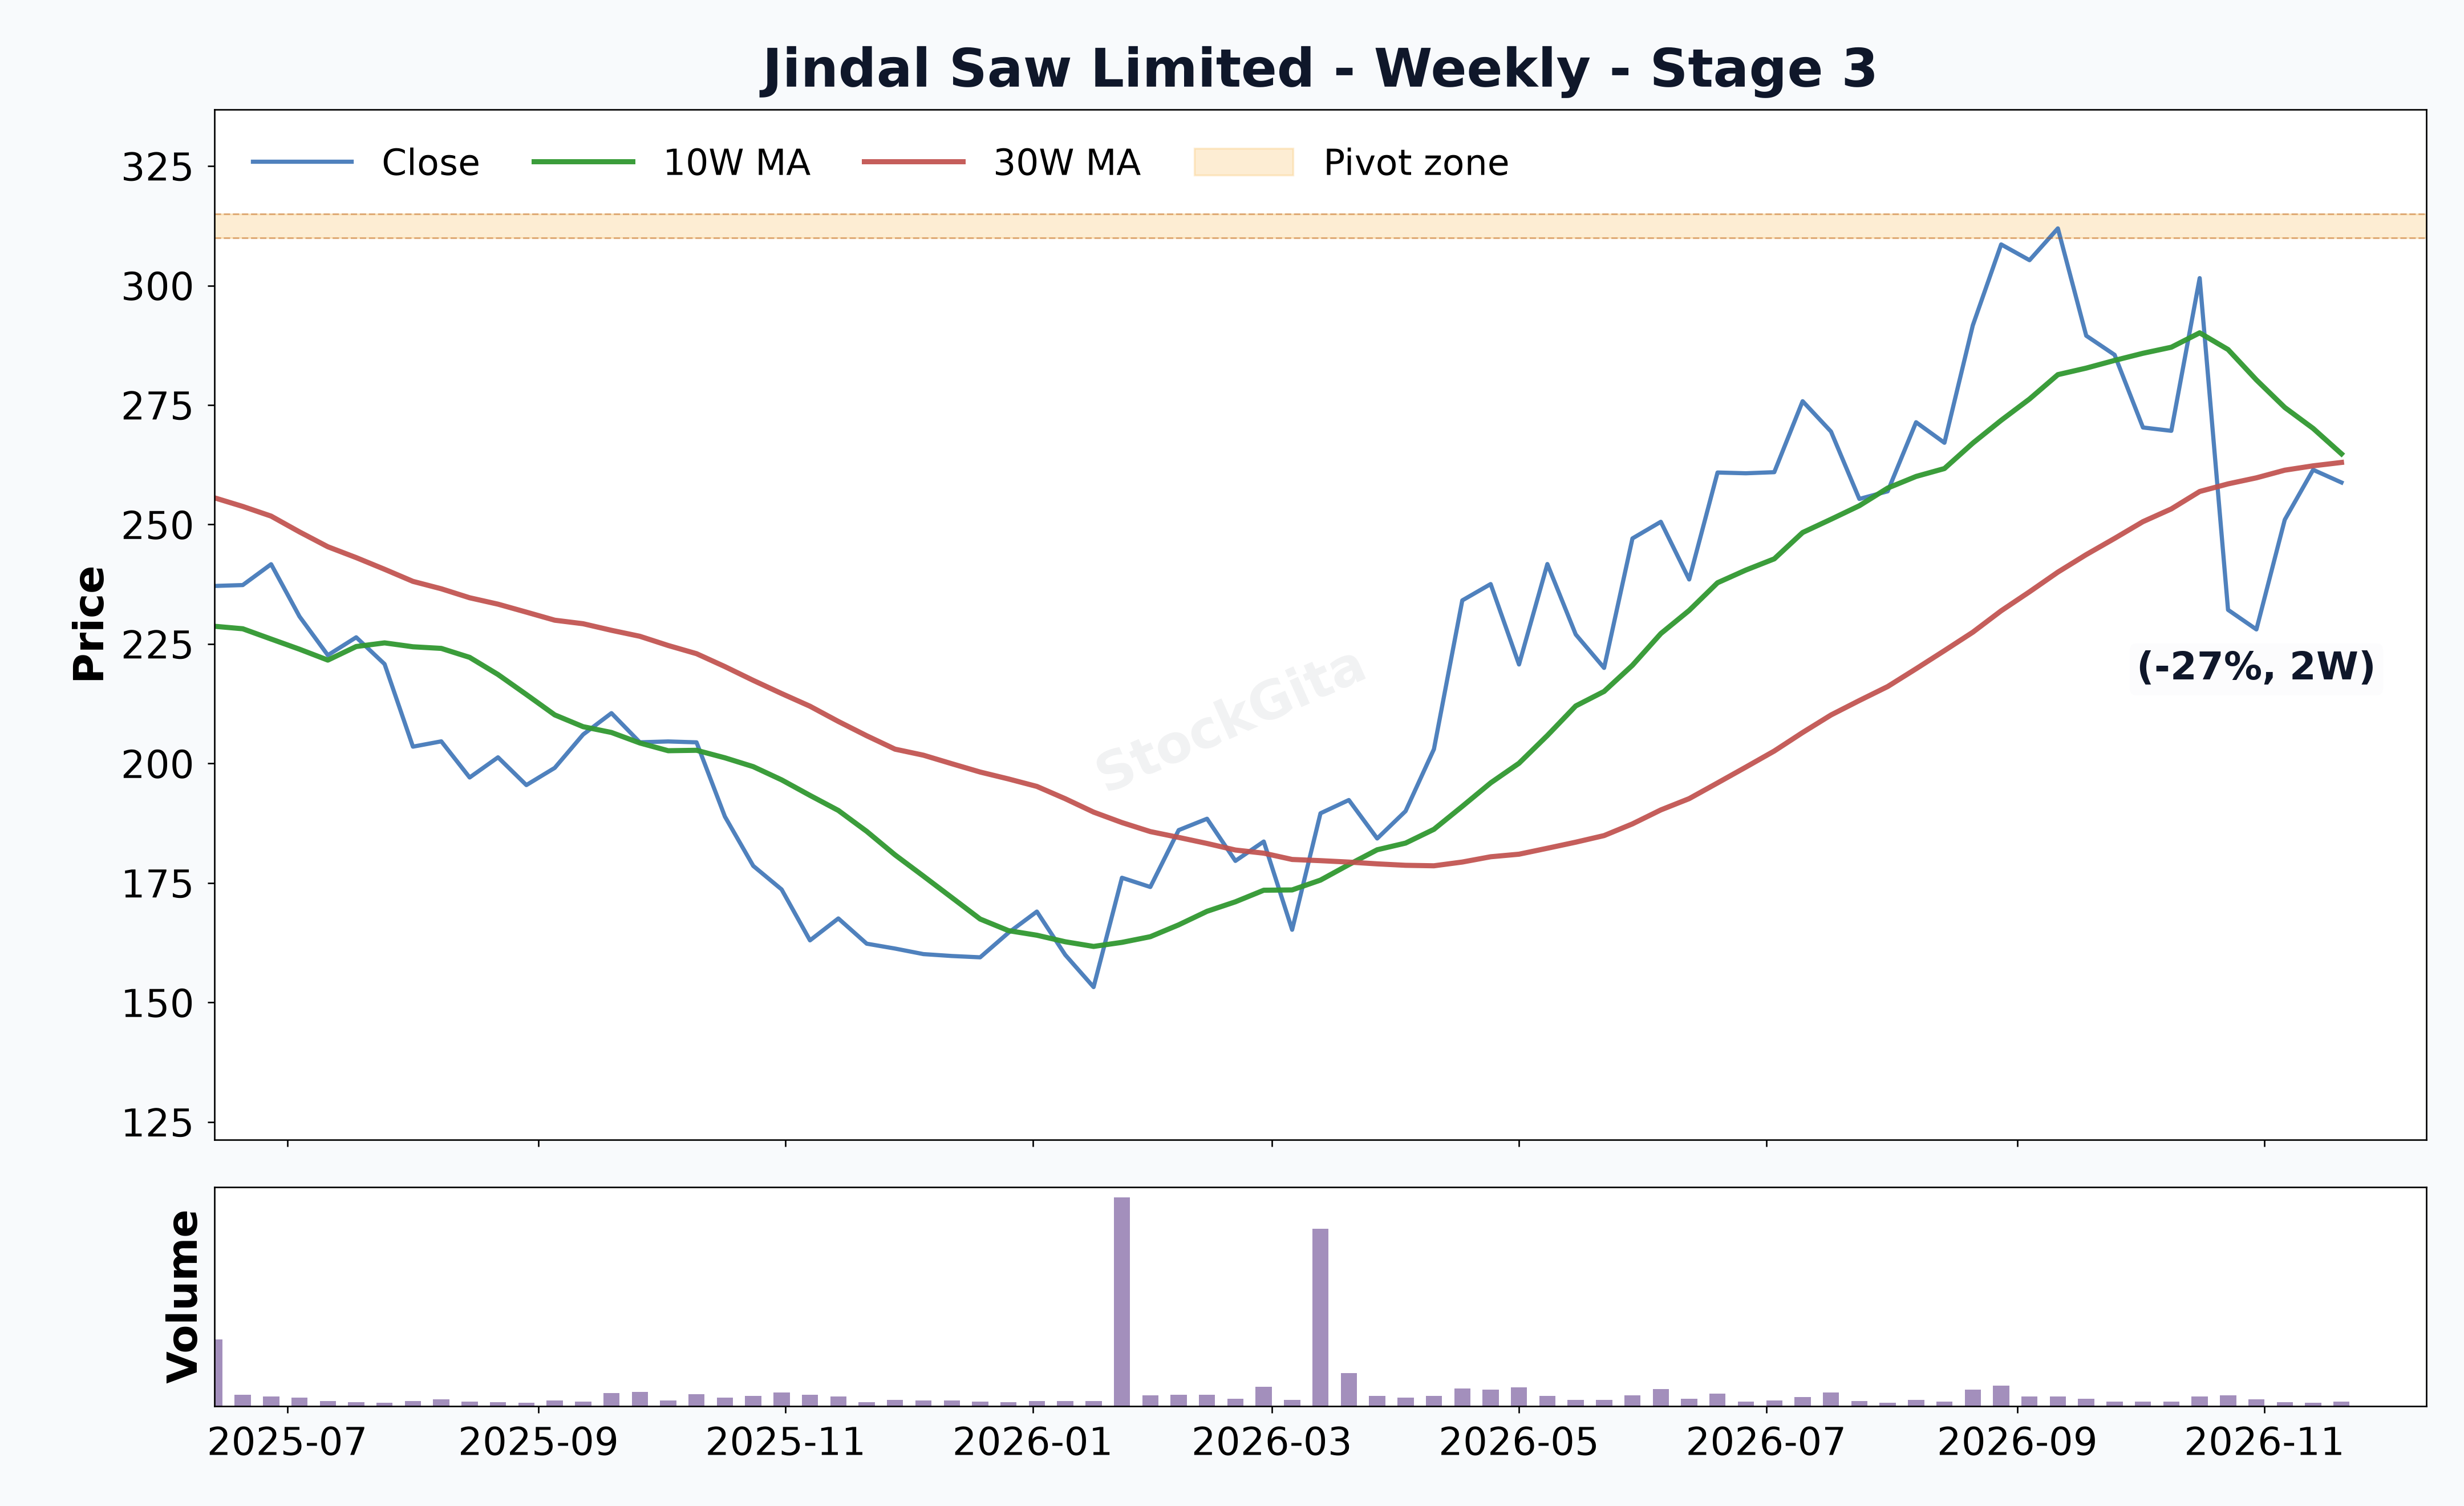 Jindal Saw Limited - Weekly - Stage 3
Close 10W MA 30W MA Pivot zone
325
300
275
250
225
200
175
150
125
Price
StockGita
(-27%, 2W)
Volume
2025-07 2025-09 2025-11 2026-01 2026-03 2026-05 2026-07 2026-09 2026-11